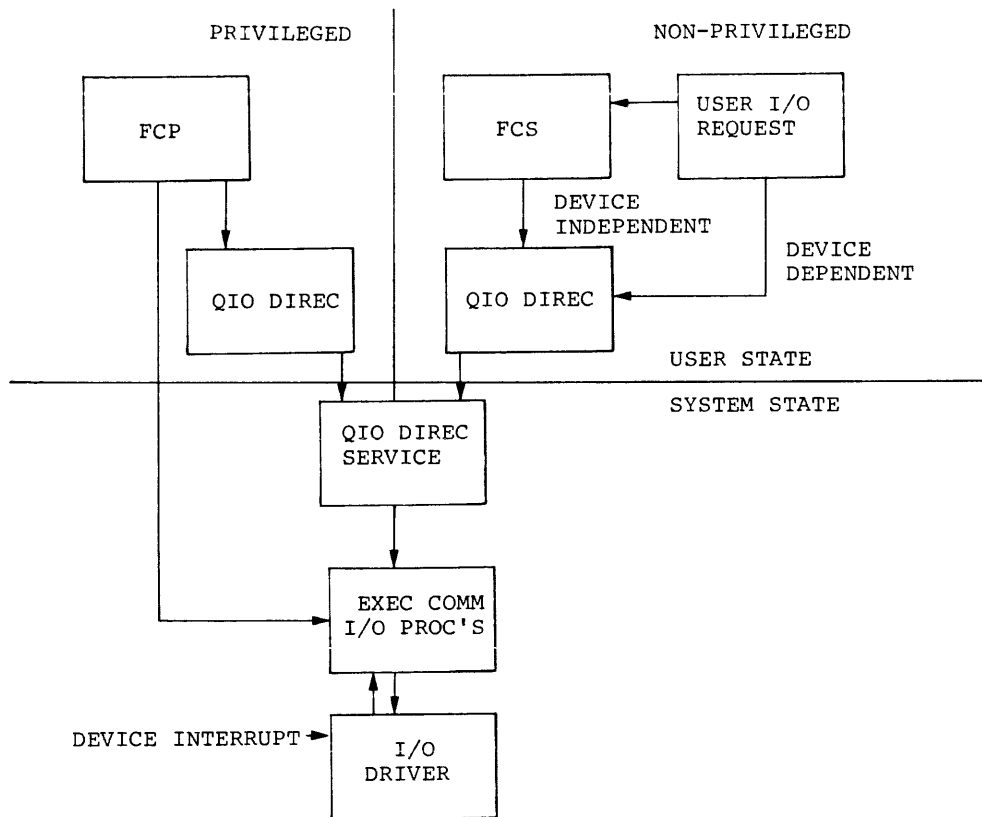 PRIVILEGED
NON-PRIVILEGED
FCP
FCS
USER I/O
REQUEST
DEVICE
INDEPENDENT
DEVICE
DEPENDENT
QIO DIREC
QIO DIREC
USER STATE
SYSTEM STATE
QIO DIREC
SERVICE
EXEC COMM
I/O PROC'S
DEVICE INTERRUPT
I/O
DRIVER